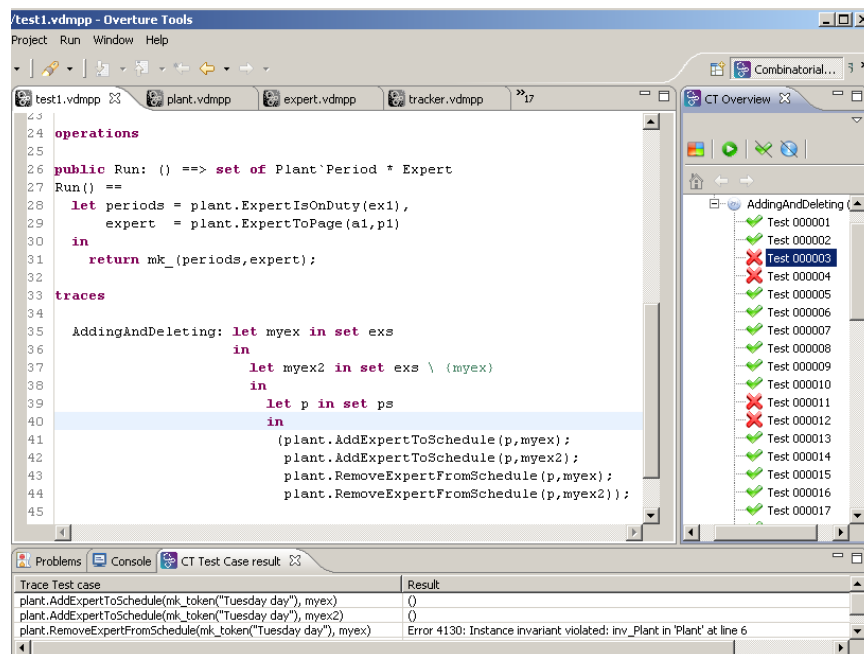 /test1.vdmpp - Overture Tools
Project Run Window Help
Combinatorial...
test1.vdmpp
plant.vdmpp
expert.vdmpp
tracker.vdmpp
»17
CT Overview
23
24 operations
25
26 public Run: () ==> set of Plant`Period * Expert
27 Run() ==
28 let periods = plant.ExpertIsOnDuty(ex1),
29 expert = plant.ExpertToPage(a1,p1)
30 in
31 return mk_(periods,expert);
32
33 traces
34
35 AddingAndDeleting: let myex in set exs
36 in
37 let myex2 in set exs \ {myex}
38 in
39 let p in set ps
40 in
41 (plant.AddExpertToSchedule(p,myex);
42 plant.AddExpertToSchedule(p,myex2);
43 plant.RemoveExpertFromSchedule(p,myex);
44 plant.RemoveExpertFromSchedule(p,myex2));
45
AddingAndDeleting (
Test 000001
Test 000002
Test 000003
Test 000004
Test 000005
Test 000006
Test 000007
Test 000008
Test 000009
Test 000010
Test 000011
Test 000012
Test 000013
Test 000014
Test 000015
Test 000016
Test 000017
Problems
Console
CT Test Case result
Trace Test case Result
plant.AddExpertToSchedule(mk_token("Tuesday day"), myex) ()
plant.AddExpertToSchedule(mk_token("Tuesday day"), myex2) ()
plant.RemoveExpertFromSchedule(mk_token("Tuesday day"), myex) Error 4130: Instance invariant violated: inv_Plant in 'Plant' at line 6